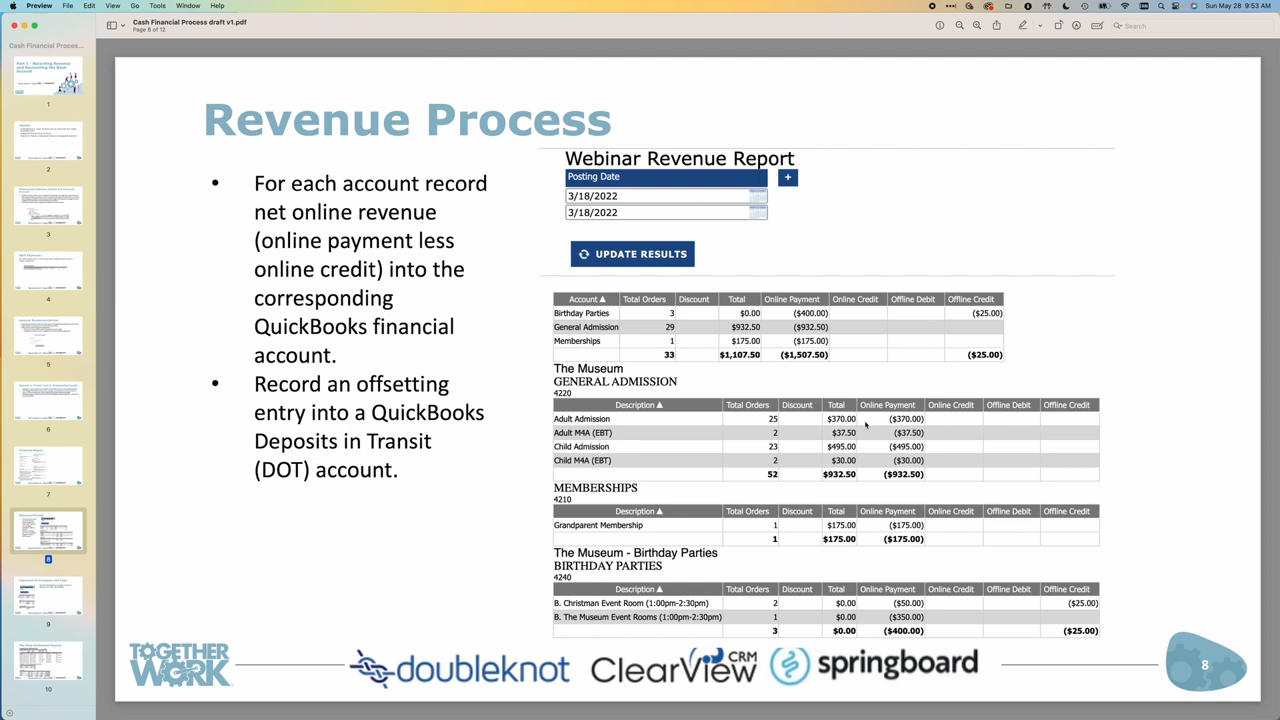 Preview File Edit View Go Tools Window Help
Sun May 28 9:53 AM
Cash Financial Process draft v1.pdf
Page 8 of 12
Search
Cash Financial Proces...
1
2
3
4
5
6
7
8
9
10
Revenue Process
• For each account record
net online revenue
(online payment less
online credit) into the
corresponding
QuickBooks financial
account.
• Record an offsetting
entry into a QuickBooks
Deposits in Transit
(DOT) account.
Webinar Revenue Report
Posting Date +
3/18/2022
3/18/2022
UPDATE RESULTS
Account ▲ Total Orders Discount Total Online Payment Online Credit Offline Debit Offline Credit
Birthday Parties 3 $0.00 ($400.00) ($25.00)
General Admission 29 $932.50 ($932.50)
Memberships 1 $175.00 ($175.00)
33 $1,107.50 ($1,507.50) ($25.00)
The Museum
GENERAL ADMISSION
4220
Description ▲ Total Orders Discount Total Online Payment Online Credit Offline Debit Offline Credit
Adult Admission 25 $370.00 ($370.00)
Adult M4A (EBT) 2 $37.50 ($37.50)
Child Admission 23 $495.00 ($495.00)
Child M4A (EBT) 2 $30.00 ($30.00)
52 $932.50 ($932.50)
MEMBERSHIPS
4210
Description ▲ Total Orders Discount Total Online Payment Online Credit Offline Debit Offline Credit
Grandparent Membership 1 $175.00 ($175.00)
1 $175.00 ($175.00)
The Museum - Birthday Parties
BIRTHDAY PARTIES
4240
Description ▲ Total Orders Discount Total Online Payment Online Credit Offline Debit Offline Credit
B. Christman Event Room (1:00pm-2:30pm) 2 $0.00 ($50.00) ($25.00)
B. The Museum Event Rooms (1:00pm-2:30pm) 1 $0.00 ($350.00)
3 $0.00 ($400.00) ($25.00)
TOGETHER
WORK
doubleknot
ClearView CRM
springboard
8